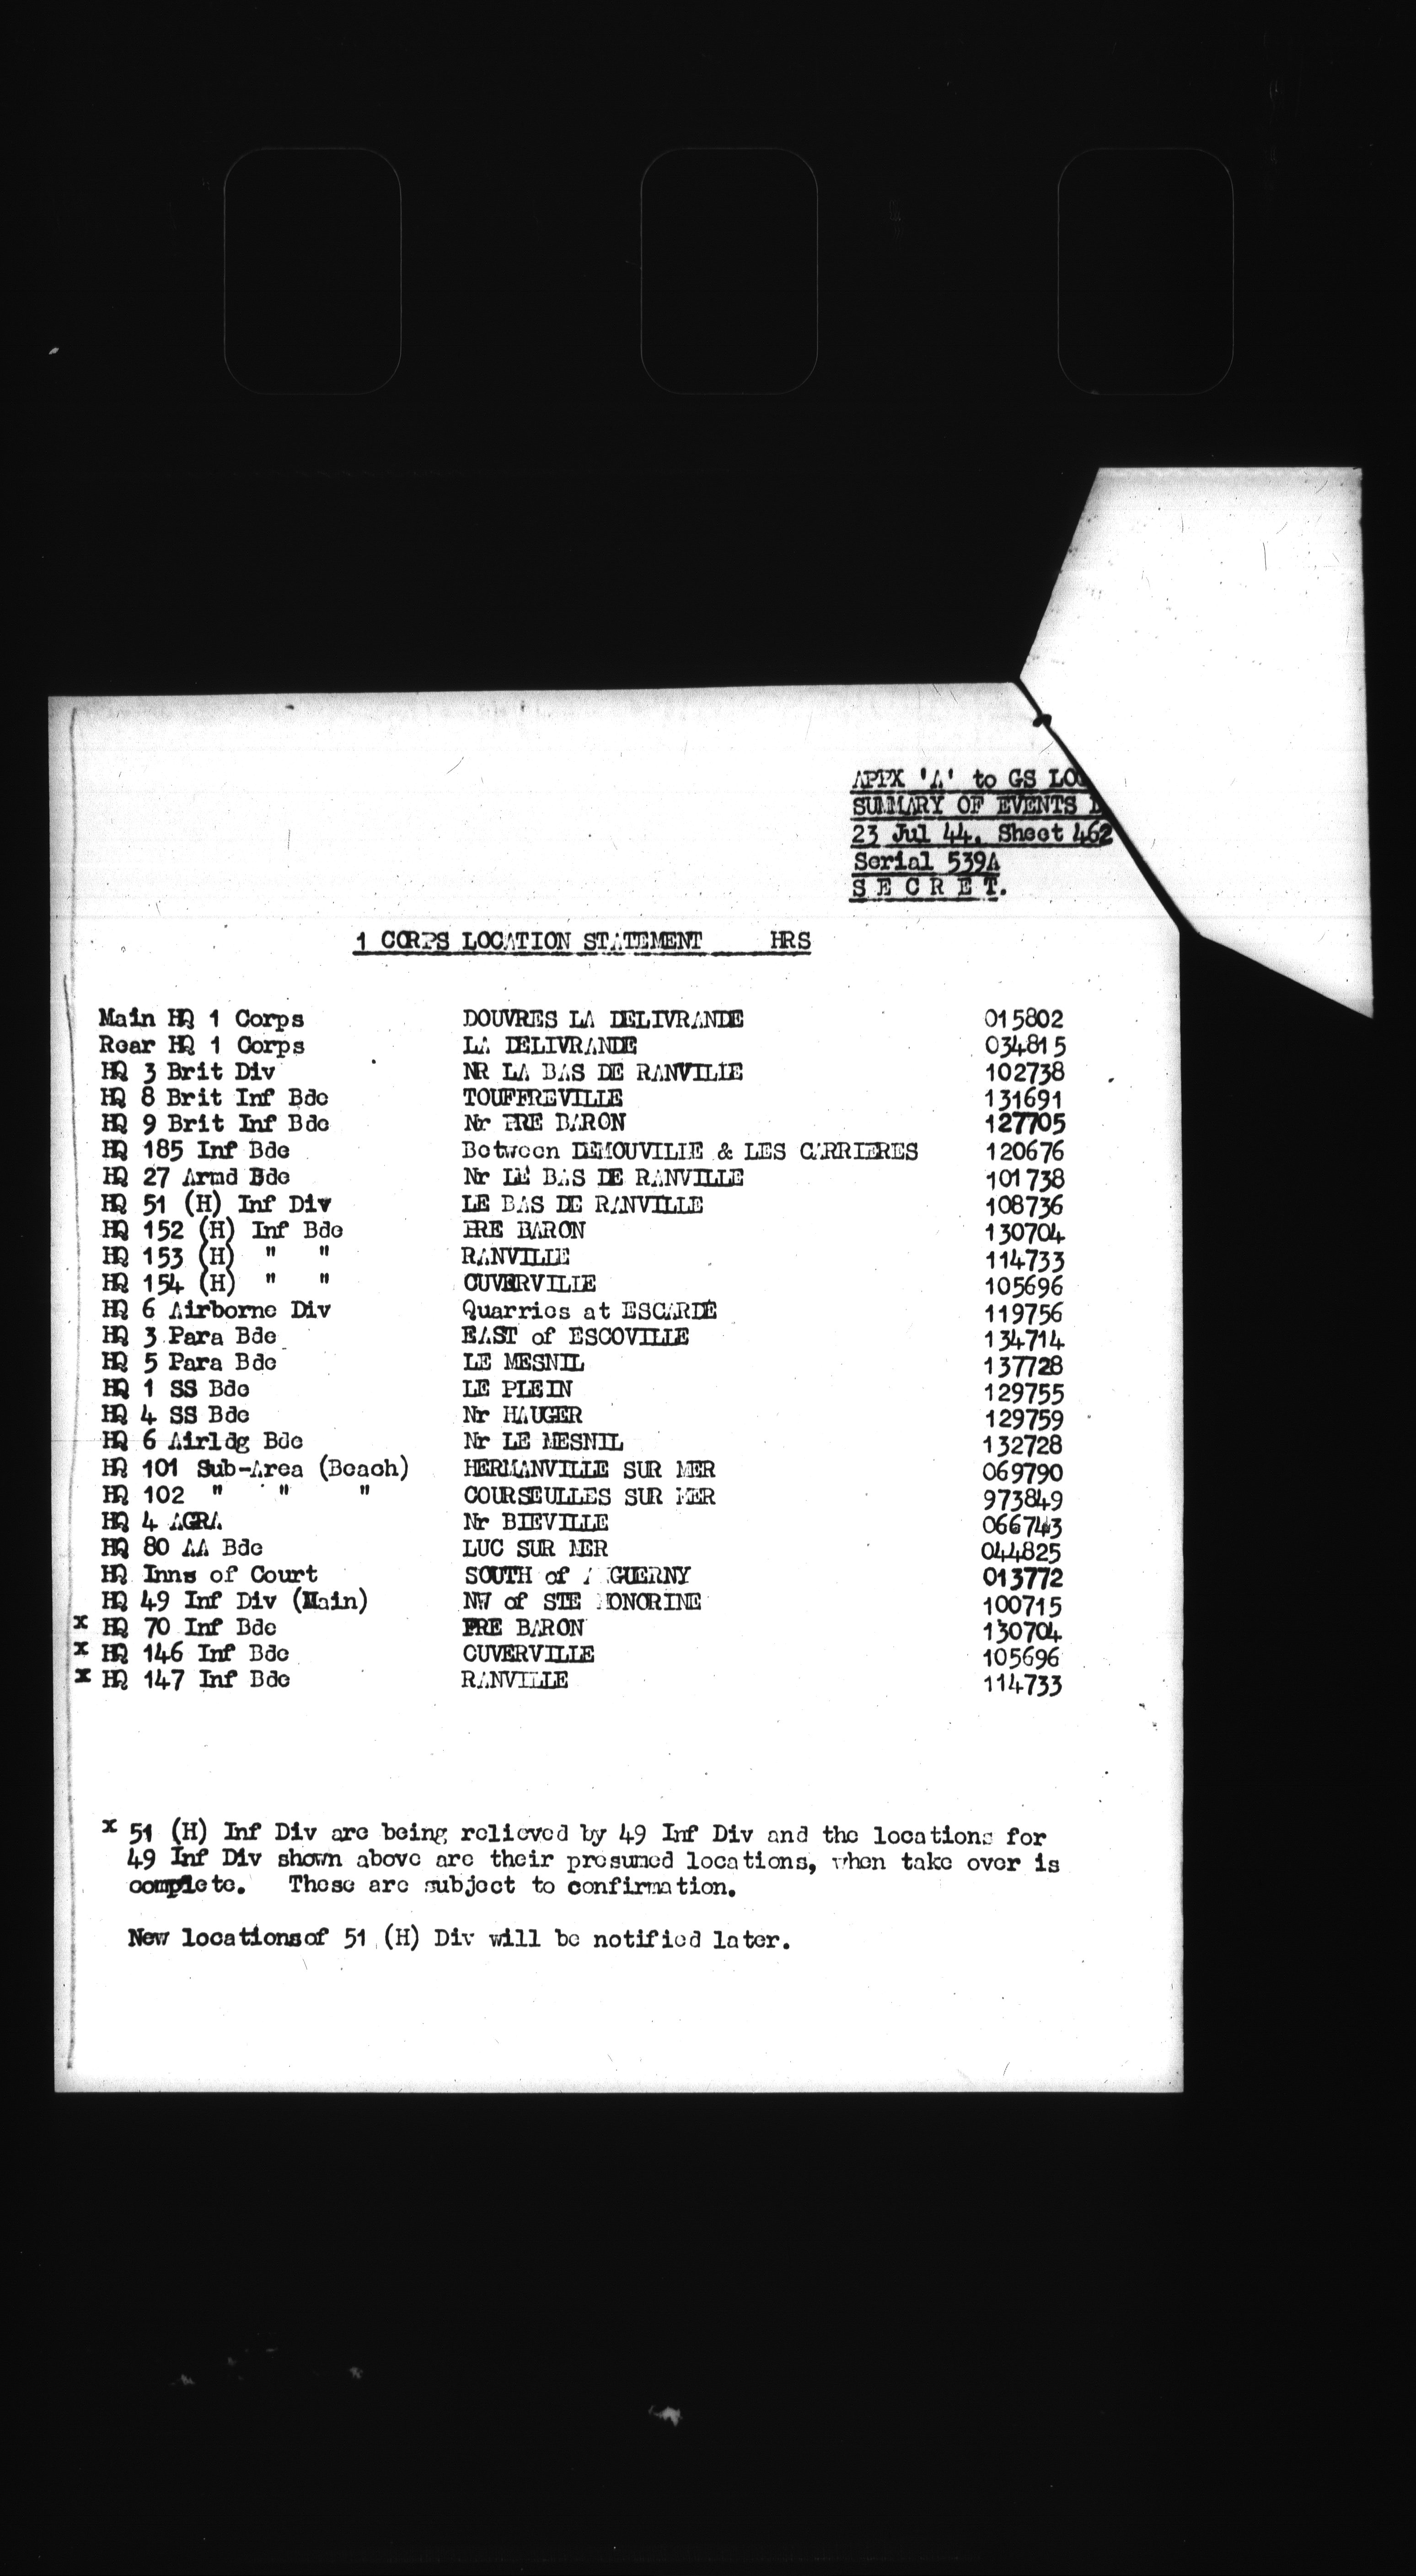 APPX 'A' to GS LO
SUMMARY OF EVENTS
23 Jul 44. Sheet 462
Serial 539A
S E C R E T.
1 CORPS LOCATION STATEMENT HRS
Main HQ 1 Corps DOUVRES LA DELIVRANDE 015802
Rear HQ 1 Corps LA DELIVRANDE 034815
HQ 3 Brit Div NR LA BAS DE RANVILLE 102738
HQ 8 Brit Inf Bde TOUFFREVILLE 131691
HQ 9 Brit Inf Bde Nr PRE BARON 127705
HQ 185 Inf Bde Between DEMOUVILLE & LES CARRIERES 120676
HQ 27 Armd Bde Nr LE BAS DE RANVILLE 101738
HQ 51 (H) Inf Div LE BAS DE RANVILLE 108736
HQ 152 (H) Inf Bde PRE BARON 130704
HQ 153 (H) " " RANVILLE 114733
HQ 154 (H) " " CUVERVILLE 105696
HQ 6 Airborne Div Quarries at ESCARDE 119756
HQ 3 Para Bde EAST of ESCOVILLE 134714
HQ 5 Para Bde LE MESNIL 137728
HQ 1 SS Bde LE PLEIN 129755
HQ 4 SS Bde Nr HAUGER 129759
HQ 6 Airldg Bde Nr LE MESNIL 132728
HQ 101 Sub-Area (Beach) HERMANVILLE SUR MER 069790
HQ 102 " " " COURSEULLES SUR MER 973849
HQ 4 AGRA Nr BIEVILLE 066743
HQ 80 AA Bde LUC SUR MER 044825
HQ Inns of Court SOUTH of 013772
HQ 49 Inf Div (Main) NW of STE HONORINE 100715
x HQ 70 Inf Bde PRE BARON 130704
x HQ 146 Inf Bde CUVERVILLE 105696
x HQ 147 Inf Bde RANVILLE 114733
x 51 (H) Inf Div are being relieved by 49 Inf Div and the locations for
49 Inf Div shown above are their presumed locations, when take over is
complete. These are subject to confirmation.
New locationsof 51 (H) Div will be notified later.